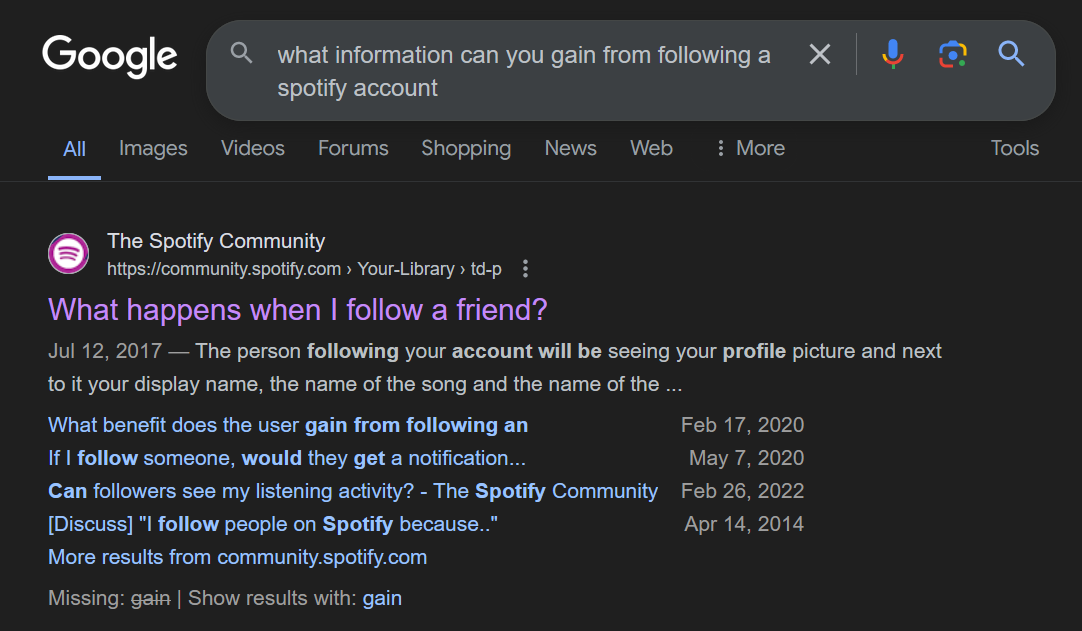 Google
what information can you gain from following a
spotify account
All Images Videos Forums Shopping News Web More Tools
The Spotify Community
https://community.spotify.com › Your-Library › td-p
What happens when I follow a friend?
Jul 12, 2017 — The person following your account will be seeing your profile picture and next
to it your display name, the name of the song and the name of the ...
What benefit does the user gain from following an Feb 17, 2020
If I follow someone, would they get a notification... May 7, 2020
Can followers see my listening activity? - The Spotify Community Feb 26, 2022
[Discuss] "I follow people on Spotify because.." Apr 14, 2014
More results from community.spotify.com
Missing: gain | Show results with: gain